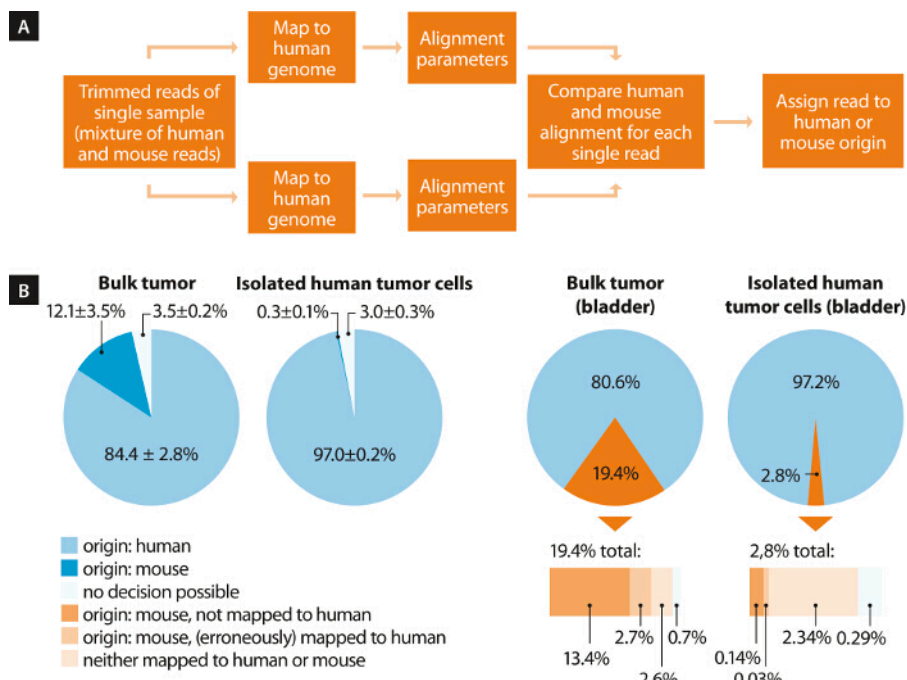 A
Trimmed reads of
single sample
(mixture of human
and mouse reads)
Map to
human
genome
Alignment
parameters
Map to
human
genome
Alignment
parameters
Compare human
and mouse
alignment for each
single read
Assign read to
human or
mouse origin
B
Bulk tumor
12.1±3.5%
3.5±0.2%
84.4 ± 2.8%
Isolated human tumor cells
0.3±0.1%
3.0±0.3%
97.0±0.2%
Bulk tumor
(bladder)
80.6%
19.4%
19.4% total:
13.4%
2.7%
2.6%
0.7%
Isolated human
tumor cells (bladder)
97.2%
2.8%
2,8% total:
0.14%
0.03%
2.34%
0.29%
origin: human
origin: mouse
no decision possible
origin: mouse, not mapped to human
origin: mouse, (erroneously) mapped to human
neither mapped to human or mouse